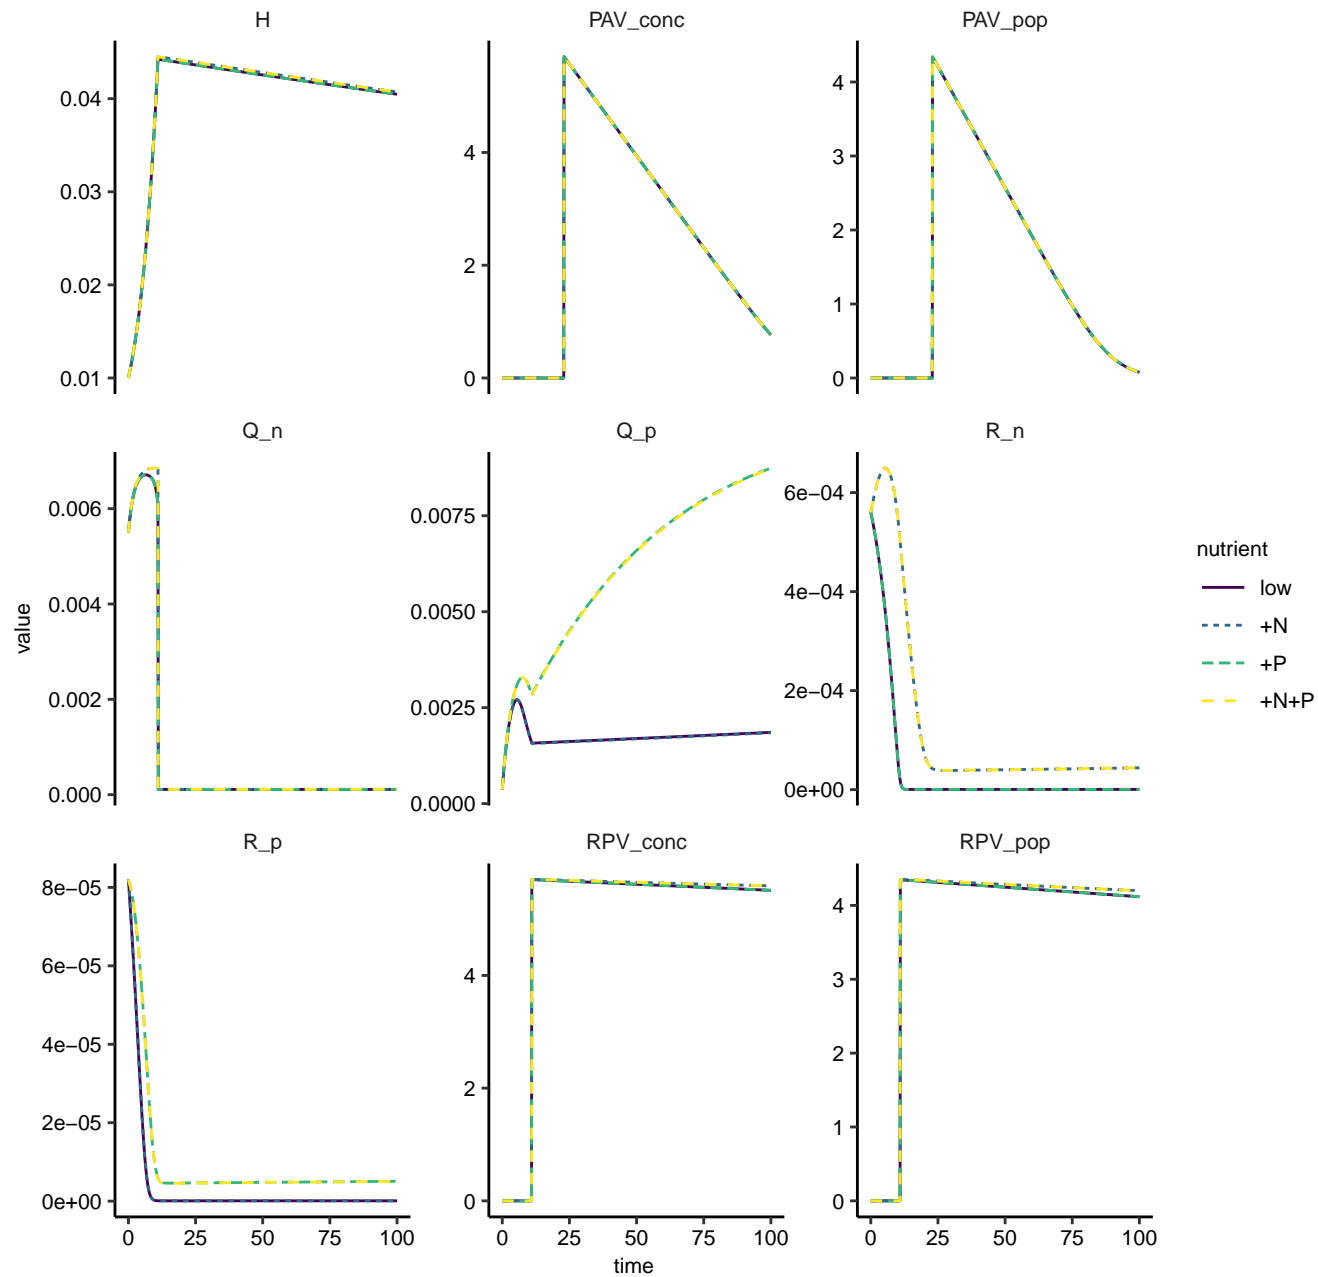 H PAV_conc PAV_pop
0.04
0.03
0.02
0.01
4
2
0
4
3
2
1
0
Q_n Q_p R_n
0.006
0.004
0.002
0.000
0.0075
0.0050
0.0025
0.0000
6e−04
4e−04
2e−04
0e+00
R_p RPV_conc RPV_pop
8e−05
6e−05
4e−05
2e−05
0e+00
4
2
0
4
3
2
1
0
0 25 50 75 100
0 25 50 75 100
0 25 50 75 100
time
value
nutrient
low
+N
+P
+N+P